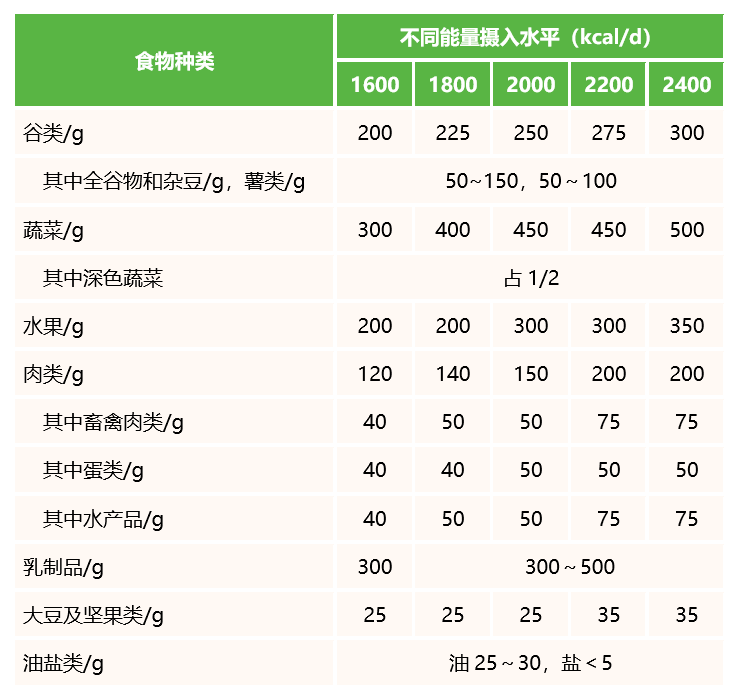 食物种类
不同能量摄入水平（kcal/d）
1600 1800 2000 2200 2400
谷类/g 200 225 250 275 300
其中全谷物和杂豆/g，薯类/g 50~150，50～100
蔬菜/g 300 400 450 450 500
其中深色蔬菜 占 1/2
水果/g 200 200 300 300 350
肉类/g 120 140 150 200 200
其中畜禽肉类/g 40 50 50 75 75
其中蛋类/g 40 40 50 50 50
其中水产品/g 40 50 50 75 75
乳制品/g 300 300～500
大豆及坚果类/g 25 25 25 35 35
油盐类/g 油 25～30，盐＜5